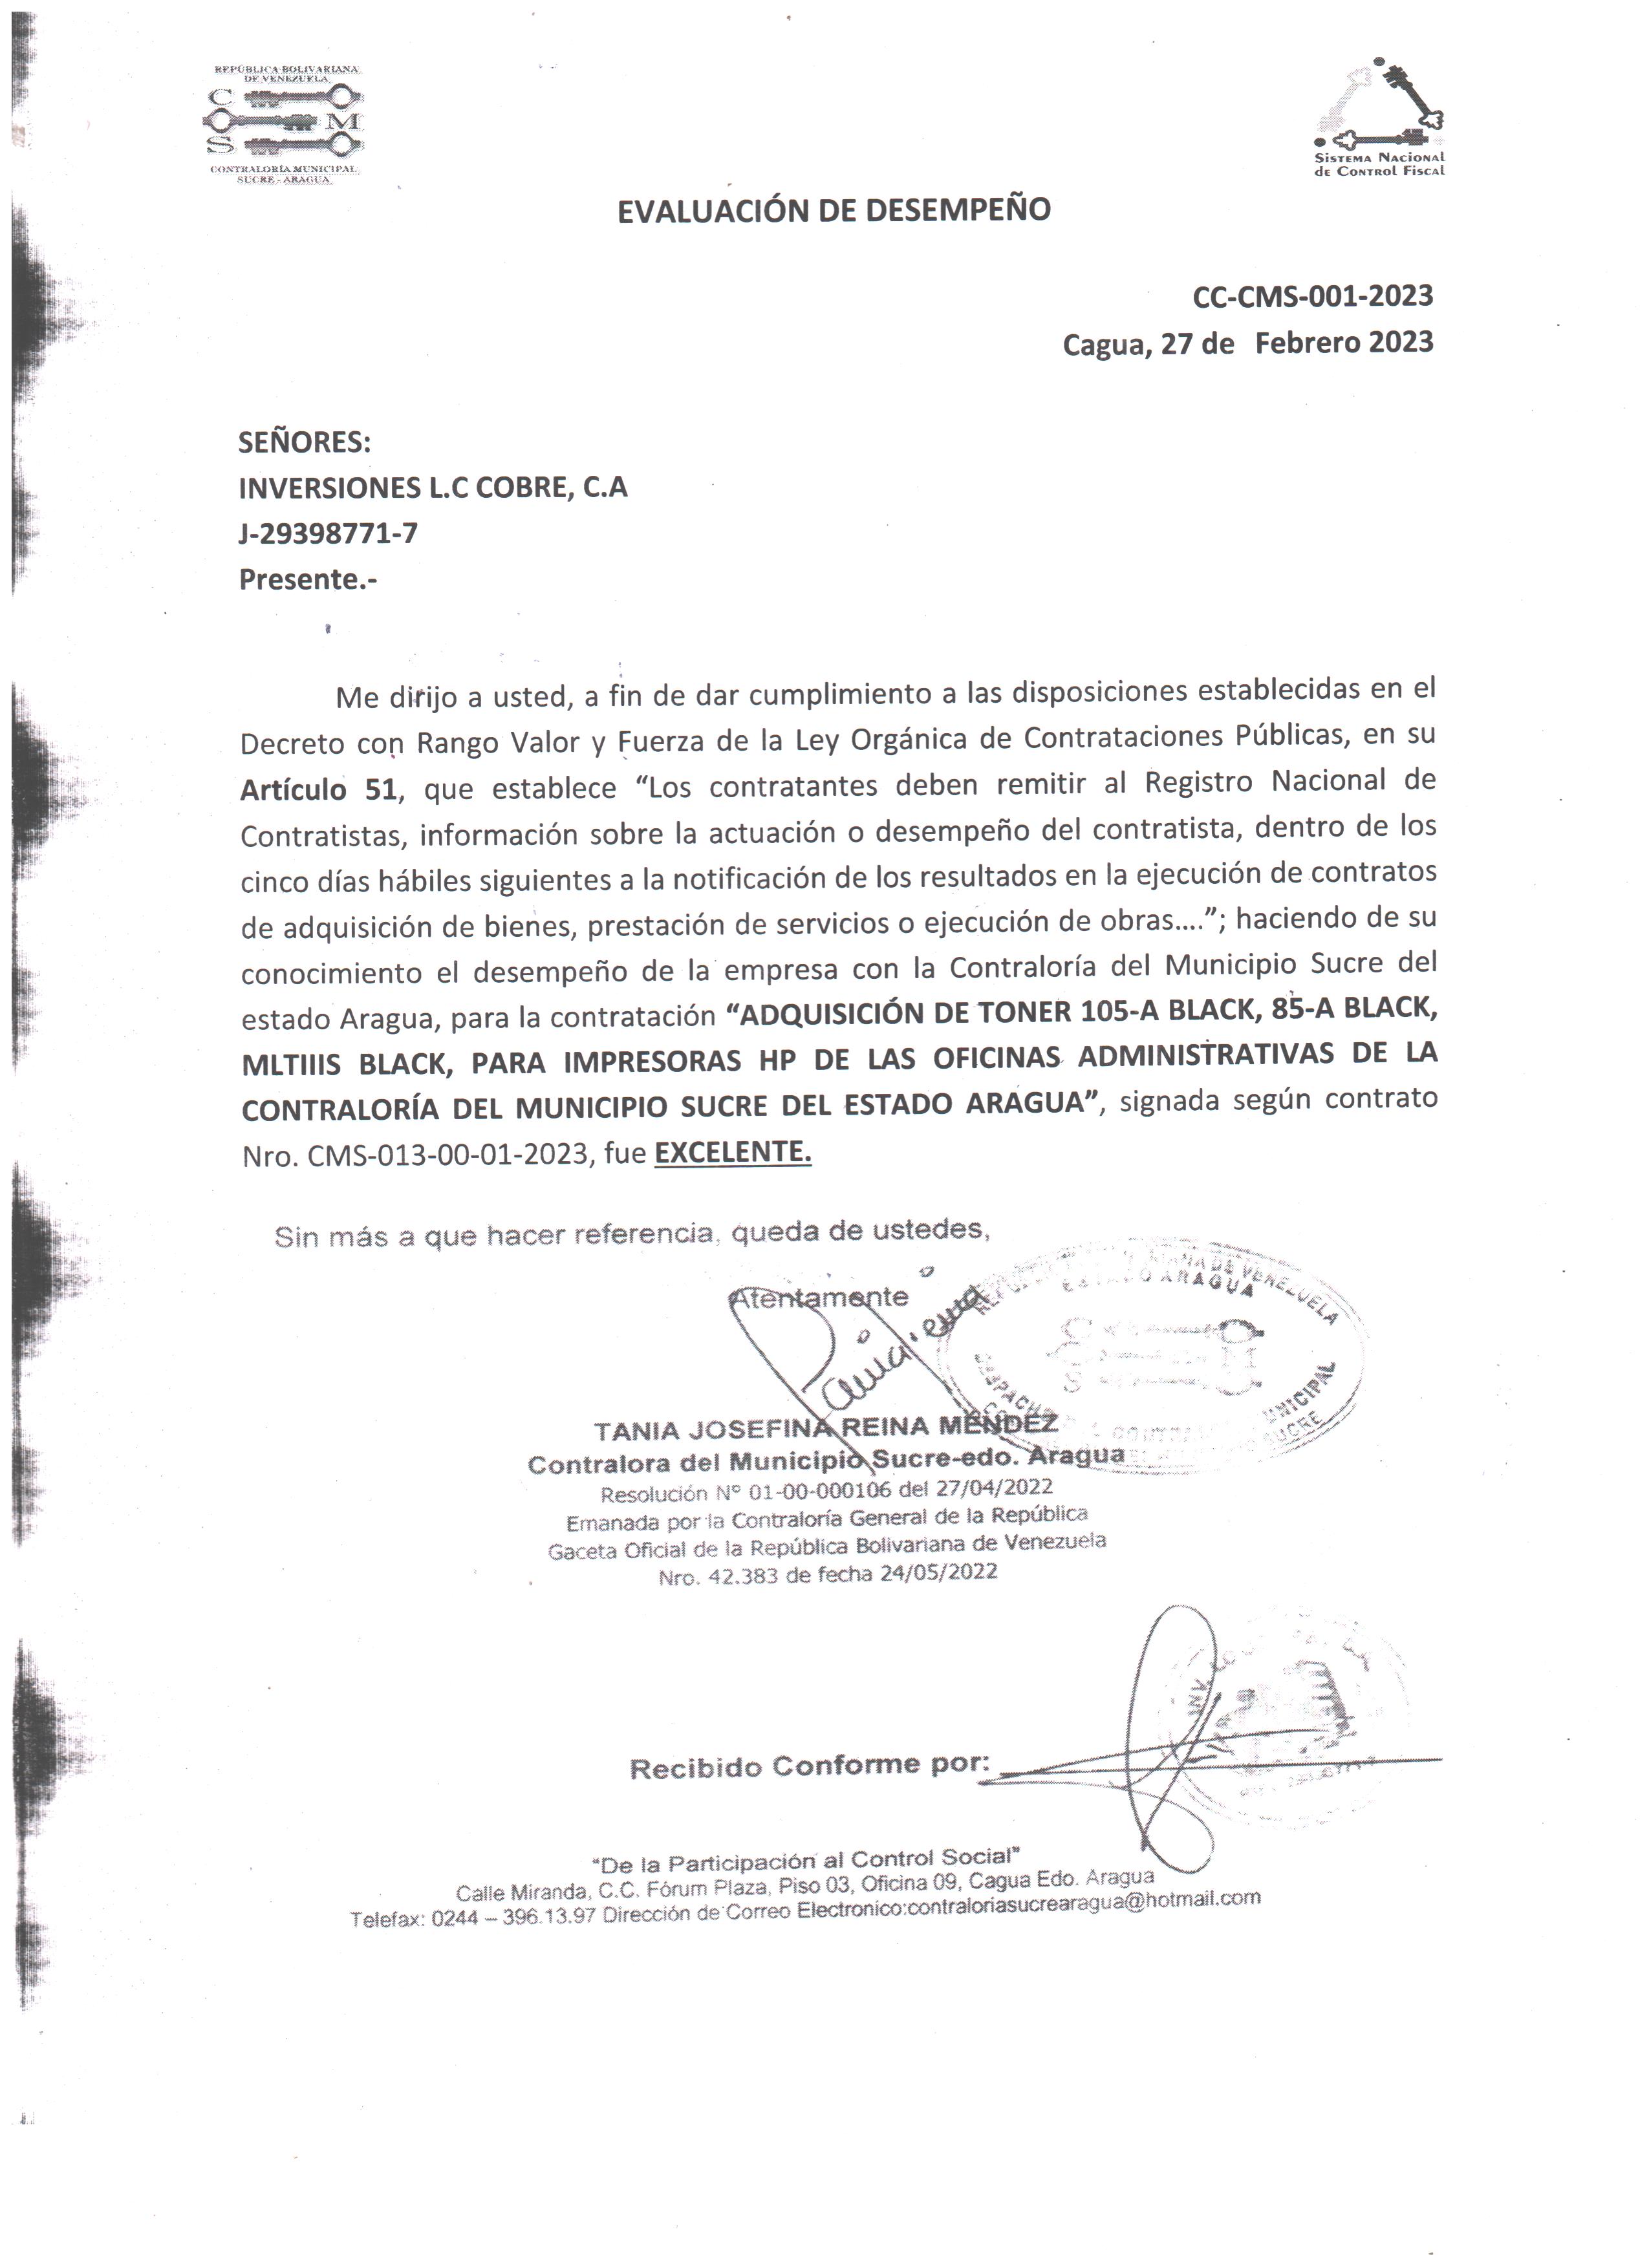 REPÚBLICA BOLIVARIANA
DE VENEZUELA
C
M
S
CONTRALORÍA MUNICIPAL
SUCRE - ARAGUA
SISTEMA NACIONAL
DE CONTROL FISCAL
EVALUACIÓN DE DESEMPEÑO
CC-CMS-001-2023
Cagua, 27 de Febrero 2023
SEÑORES:
INVERSIONES L.C COBRE, C.A
J-29398771-7
Presente.-
Me dirijo a usted, a fin de dar cumplimiento a las disposiciones establecidas en el
Decreto con Rango Valor y Fuerza de la Ley Orgánica de Contrataciones Públicas, en su
Artículo 51, que establece “Los contratantes deben remitir al Registro Nacional de
Contratistas, información sobre la actuación o desempeño del contratista, dentro de los
cinco días hábiles siguientes a la notificación de los resultados en la ejecución de contratos
de adquisición de bienes, prestación de servicios o ejecución de obras....”; haciendo de su
conocimiento el desempeño de la empresa con la Contraloría del Municipio Sucre del
estado Aragua, para la contratación “ADQUISICIÓN DE TONER 105-A BLACK, 85-A BLACK,
MLTIIIS BLACK, PARA IMPRESORAS HP DE LAS OFICINAS ADMINISTRATIVAS DE LA
CONTRALORÍA DEL MUNICIPIO SUCRE DEL ESTADO ARAGUA”, signada según contrato
Nro. CMS-013-00-01-2023, fue EXCELENTE.
Sin más a que hacer referencia, queda de ustedes,
Atentamente
DE VENEZUELA
ESTADO ARAGUA
TANIA JOSEFINA REINA MÉNDEZ
Contralora del Municipio Sucre-edo. Aragua
Resolución Nº 01-00-000106 del 27/04/2022
Emanada por la Contraloría General de la República
Gaceta Oficial de la República Bolivariana de Venezuela
Nro. 42.383 de fecha 24/05/2022
Recibido Conforme por:
“De la Participación al Control Social”
Calle Miranda, C.C. Fórum Plaza, Piso 03, Oficina 09, Cagua Edo. Aragua
Telefax: 0244 – 396.13.97 Dirección de Correo Electronico:contraloriasucrearagua@hotmail.com